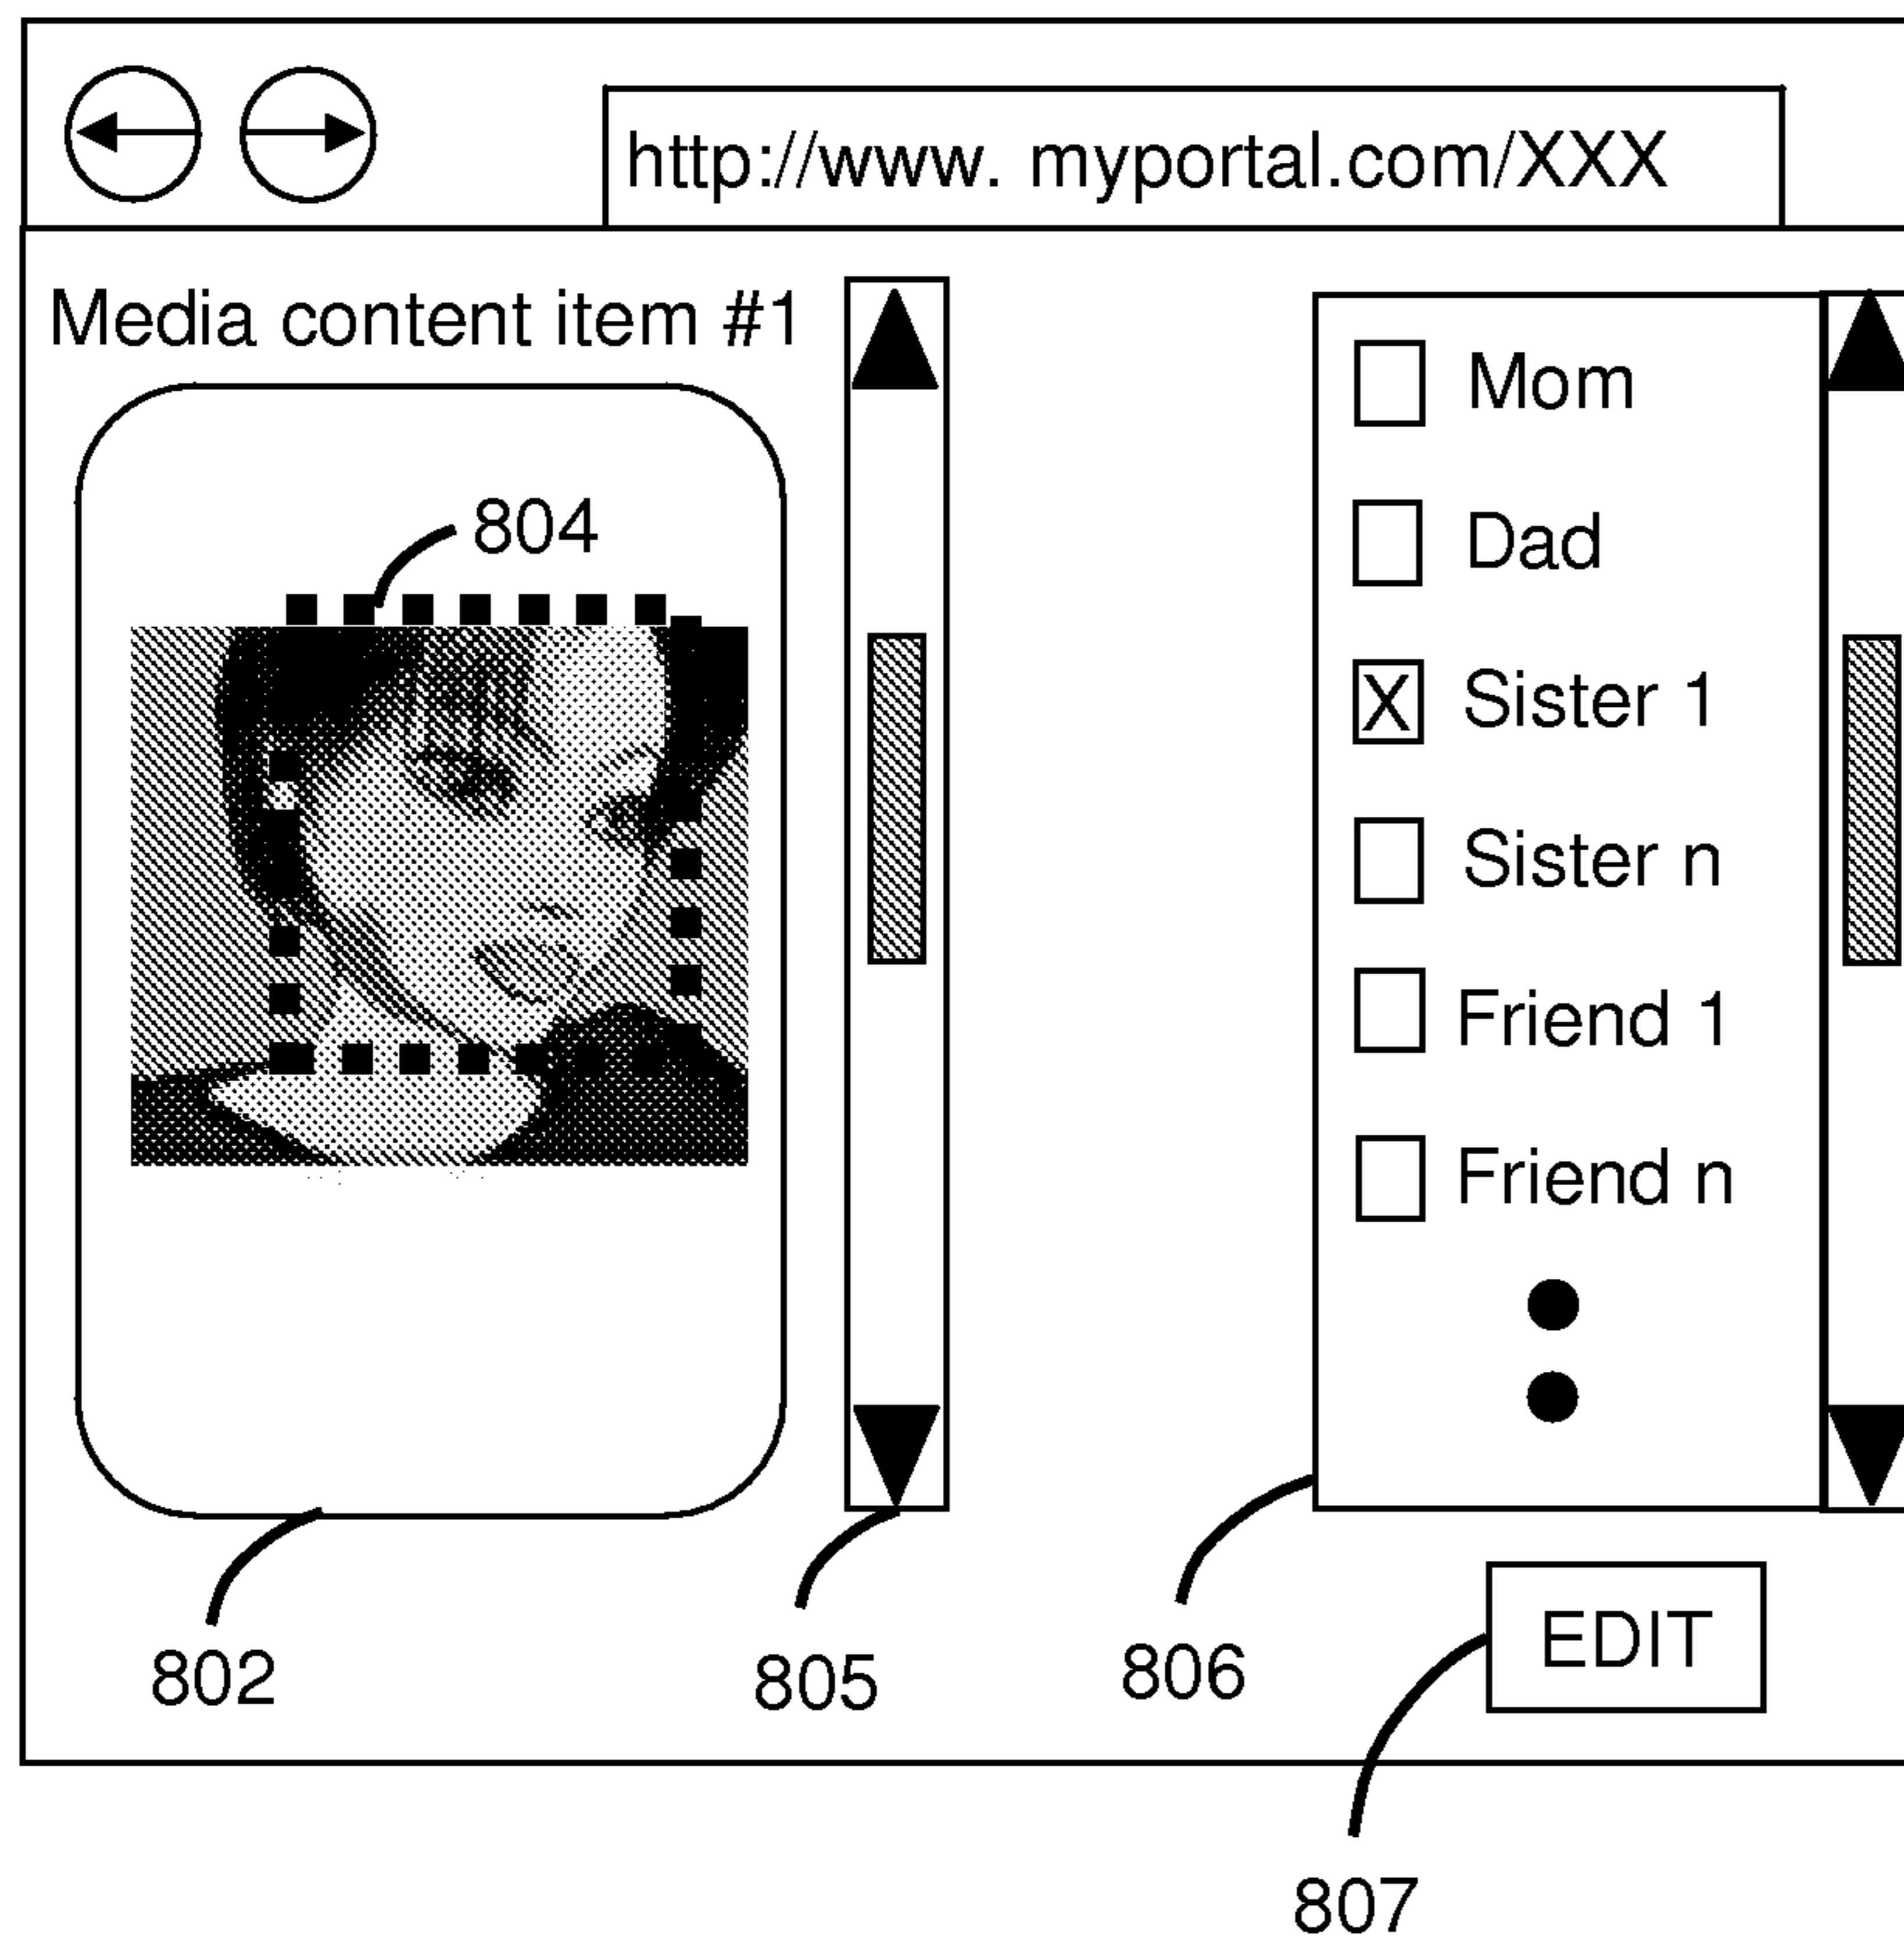 http://www. myportal.com/XXX
Media content item #1
804
Mom
Dad
X Sister 1
Sister n
Friend 1
Friend n
EDIT
802
805
806
807